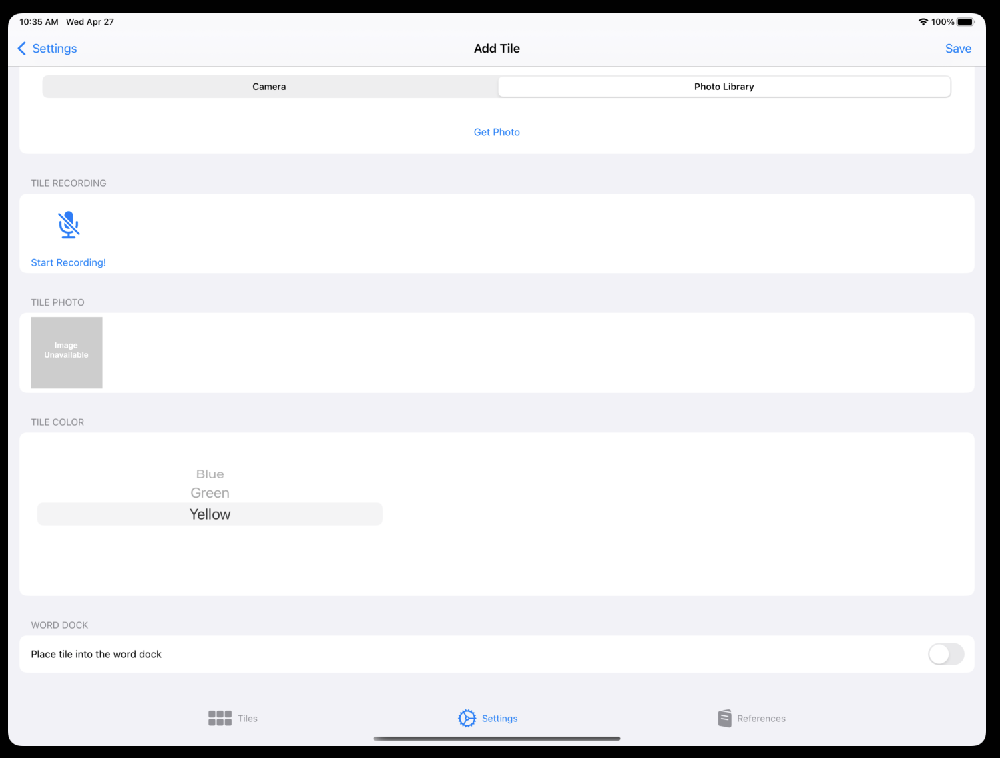 10:35 AM Wed Apr 27
100%
Settings
Add Tile
Save
Camera
Photo Library
Get Photo
TILE RECORDING
Start Recording!
TILE PHOTO
Image
Unavailable
TILE COLOR
Blue
Green
Yellow
WORD DOCK
Place tile into the word dock
Tiles
Settings
References